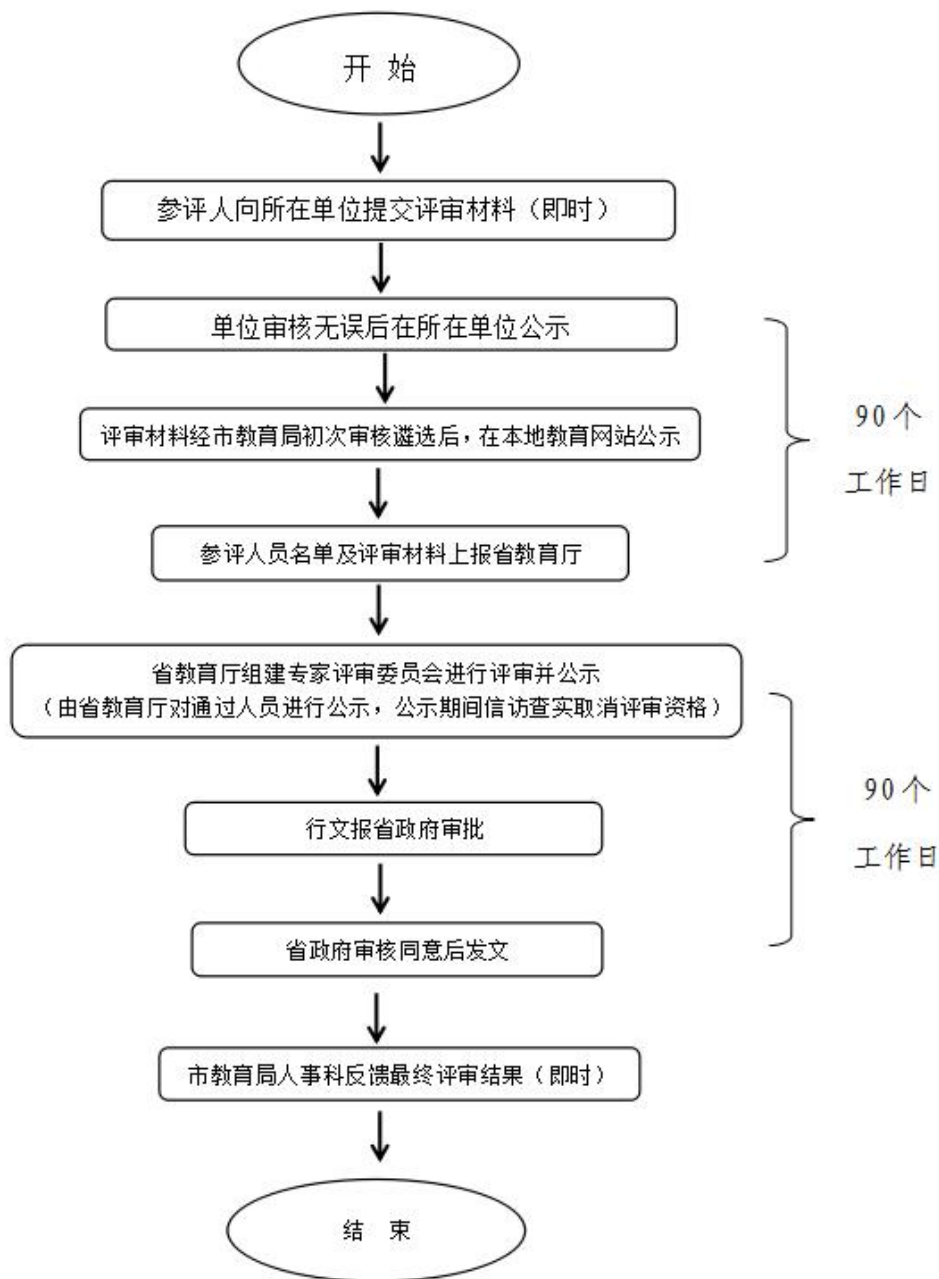 开 始
参评人向所在单位提交评审材料（即时）
单位审核无误后在所在单位公示
评审材料经市教育局初次审核遴选后，在本地教育网站公示
参评人员名单及评审材料上报省教育厅
90个
工作日
省教育厅组建专家评审委员会进行评审并公示
（由省教育厅对通过人员进行公示，公示期间信访查实取消评审资格）
行文报省政府审批
省政府审核同意后发文
90个
工作日
市教育局人事科反馈最终评审结果（即时）
结 束